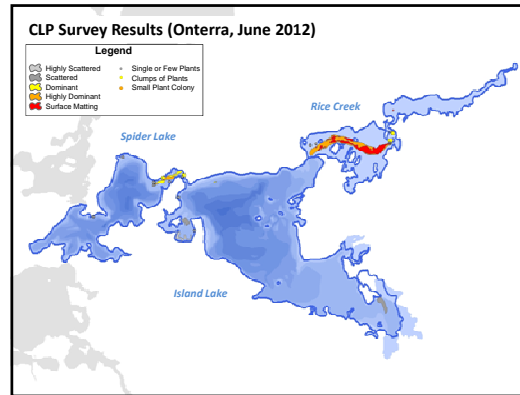 CLP Survey Results (Onterra, June 2012)
Legend
Highly Scattered
Scattered
Dominant
Highly Dominant
Surface Matting
Single or Few Plants
Clumps of Plants
Small Plant Colony
Rice Creek
Spider Lake
Island Lake